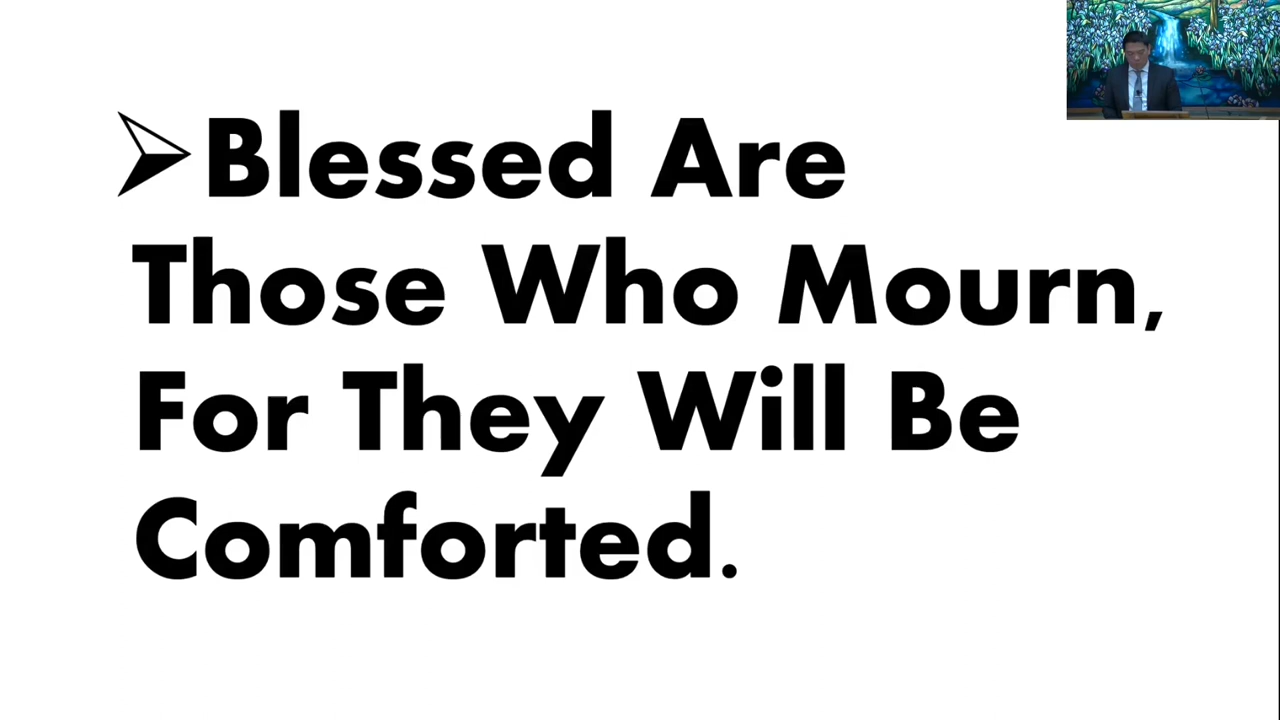 ➢Blessed Are
Those Who Mourn,
For They Will Be
Comforted.